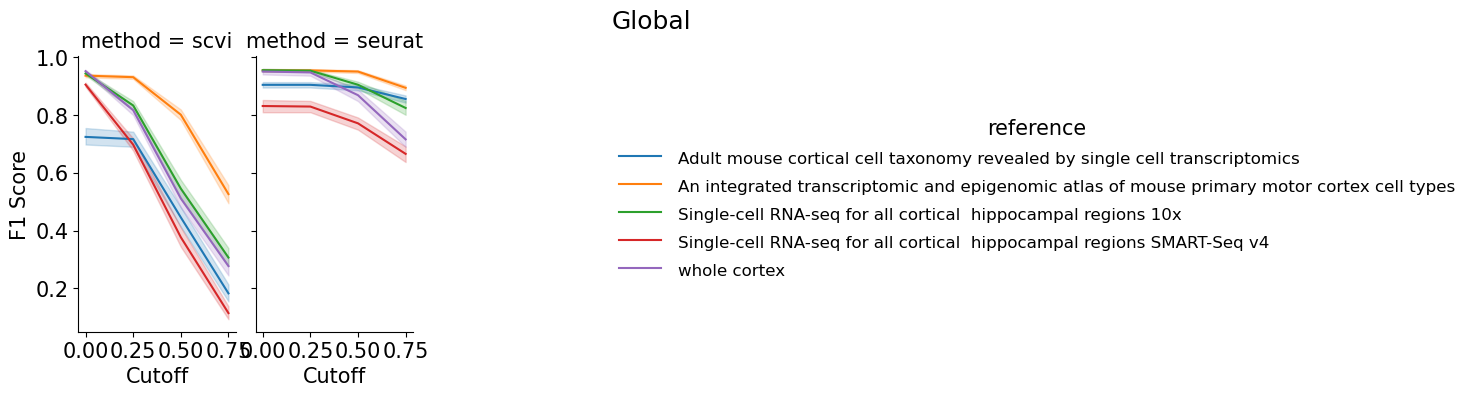 Global
method = scvi
method = seurat
F1 Score
1.0
0.8
0.6
0.4
0.2
0.00
0.25
0.50
0.75
0.00
0.25
0.50
0.75
Cutoff
Cutoff
reference
Adult mouse cortical cell taxonomy revealed by single cell transcriptomics
An integrated transcriptomic and epigenomic atlas of mouse primary motor cortex cell types
Single-cell RNA-seq for all cortical  hippocampal regions 10x
Single-cell RNA-seq for all cortical  hippocampal regions SMART-Seq v4
whole cortex